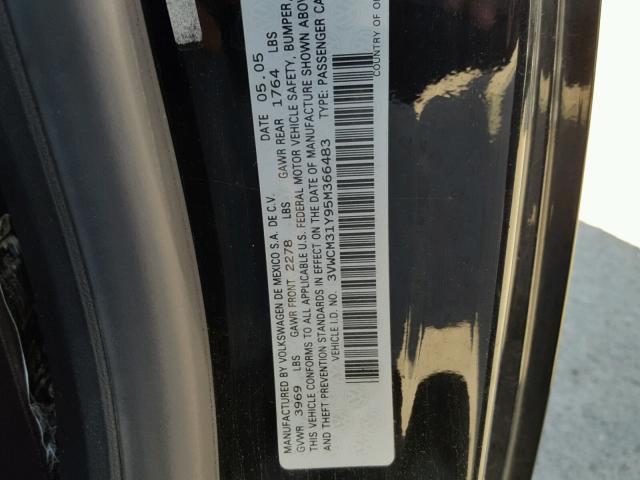 MANUFACTURED BY VOLKSWAGEN DE MEXICO S.A. DE C.V. DATE 05.05
GVWR 3969 LBS GAWR FRONT 2278 LBS GAWR REAR 1764 LBS
THIS VEHICLE CONFORMS TO ALL APPLICABLE U.S. FEDERAL MOTOR VEHICLE SAFETY, BUMPER,
AND THEFT PREVENTION STANDARDS IN EFFECT ON THE DATE OF MANUFACTURE SHOWN ABOV
VEHICLE I.D. NO. 3VWCM31Y95M366483 TYPE: PASSENGER CA
COUNTRY OF O